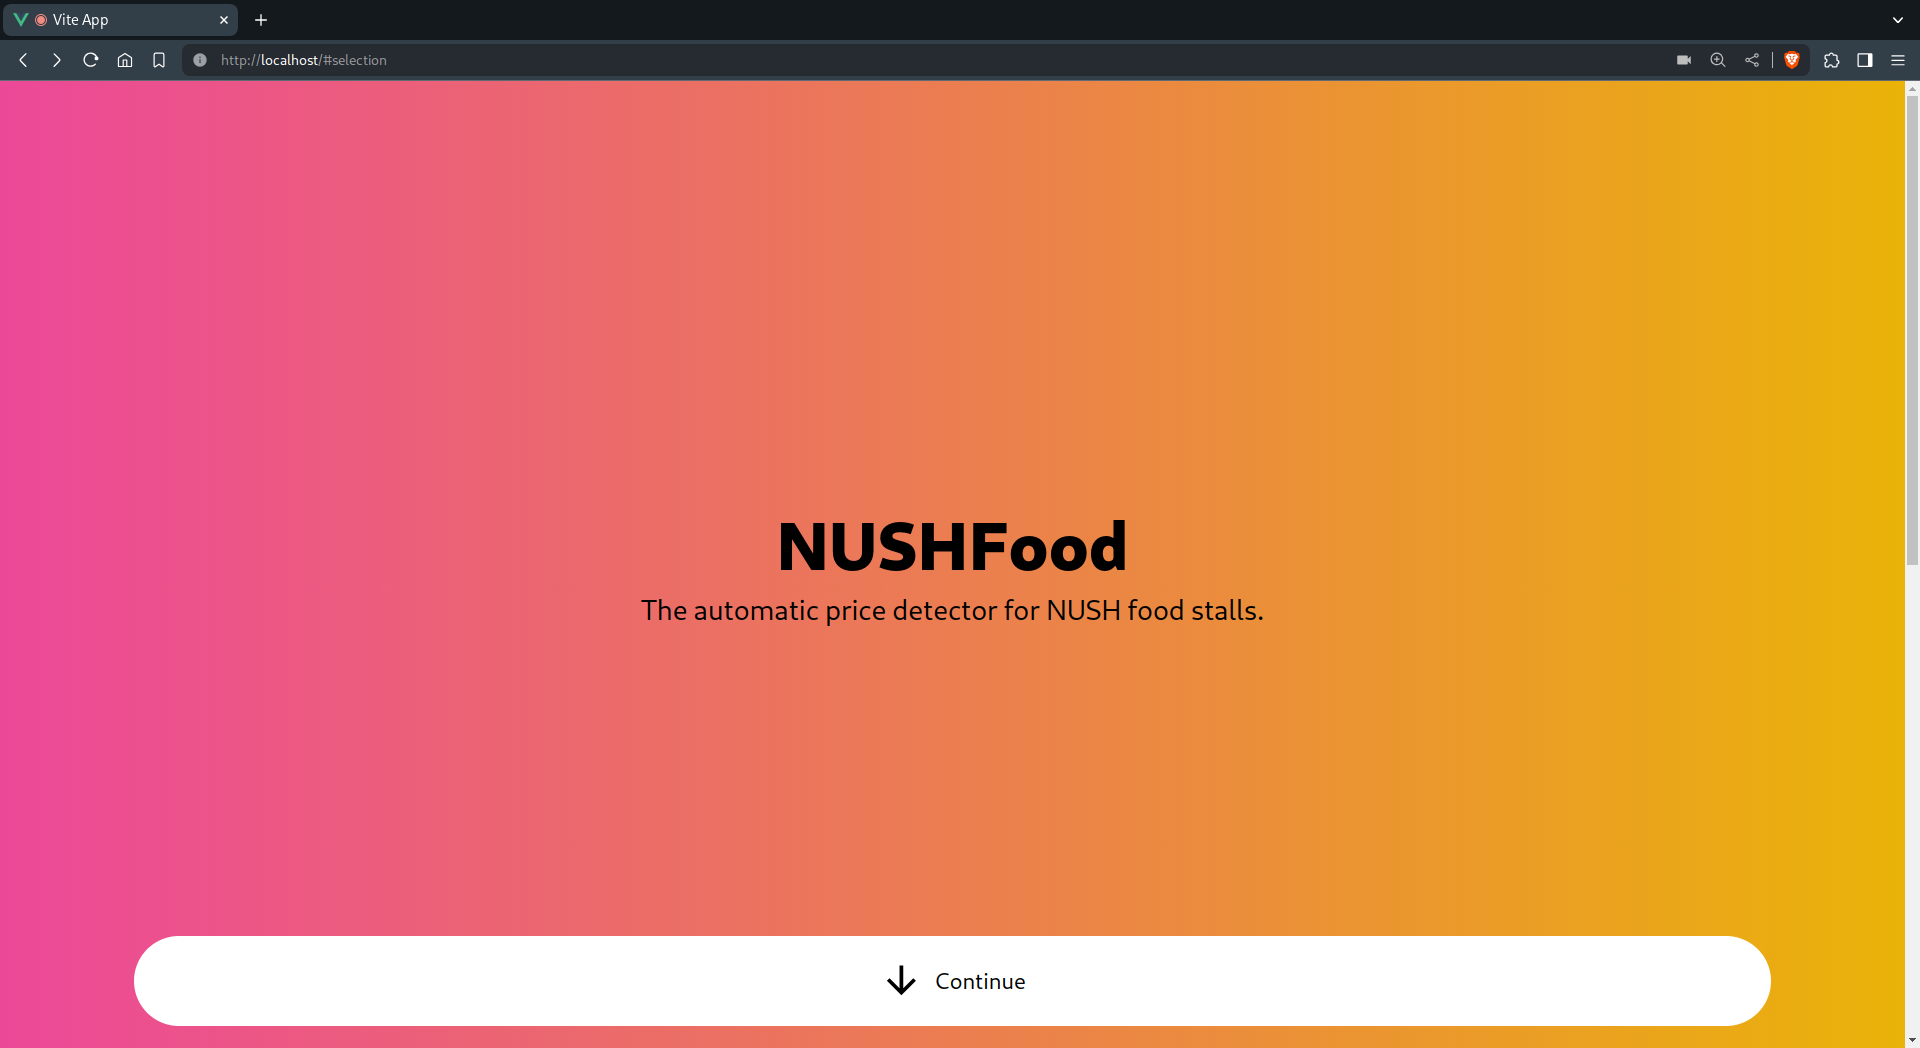 Vite App
http://localhost/#selection
NUSHFood
The automatic price detector for NUSH food stalls.
Continue